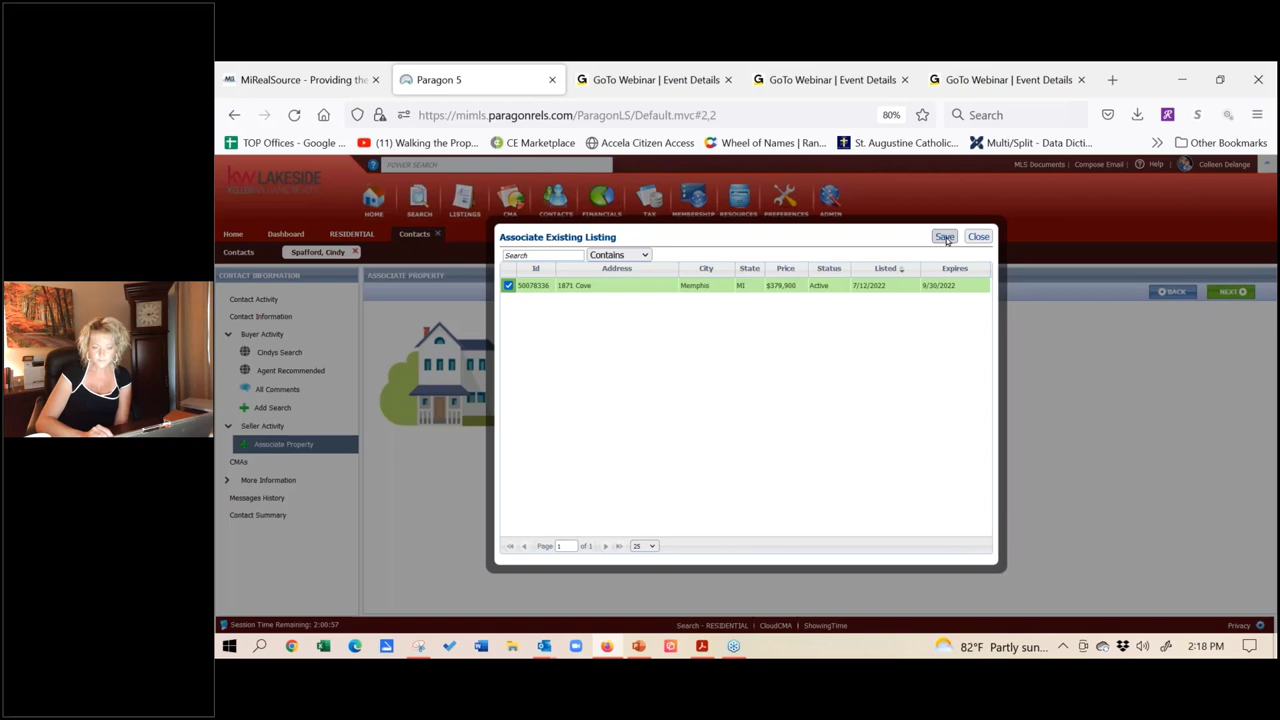 MiRealSource - Providing the
Paragon 5
GoTo Webinar | Event Details
GoTo Webinar | Event Details
GoTo Webinar | Event Details
https://mimls.paragonrels.com/ParagonLS/Default.mvc#2,2
80%
Search
TOP Offices - Google ...
(11) Walking the Prop...
CE Marketplace
Accela Citizen Access
Wheel of Names | Ran...
St. Augustine Catholic...
Multi/Split - Data Dicti...
Other Bookmarks
kw LAKESIDE
POWER SEARCH
MLS Documents
Compose Email
Help
Colleen Delange
HOME
SEARCH
LISTINGS
CMA
CONTACTS
FINANCIALS
TAX
MEMBERSHIP
RESOURCES
PREFERENCES
ADMIN
Home
Dashboard
RESIDENTIAL
Contacts
Contacts
Spafford, Cindy
CONTACT INFORMATION
ASSOCIATE PROPERTY
Contact Activity
Contact Information
Buyer Activity
Cindys Search
Agent Recommended
All Comments
Add Search
Seller Activity
Associate Property
CMAs
More Information
Messages History
Contact Summary
BACK
NEXT
Associate Existing Listing
Save
Close
Search
Contains
Id Address City State Price Status Listed Expires
50078336 1871 Cove Memphis MI $379,900 Active 7/12/2022 9/30/2022
Page 1 of 1
25
Session Time Remaining: 2:00:57
Search - RESIDENTIAL | CloudCMA | ShowingTime
Privacy
82°F Partly sun...
2:18 PM